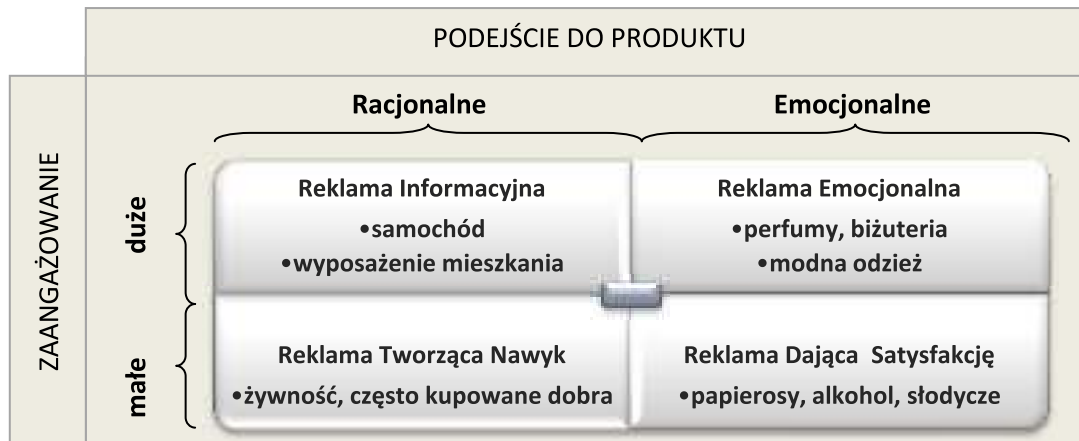 PODEJŚCIE DO PRODUKTU
Racjonalne
Emocjonalne
ZAANGAŻOWANIE
duże
Reklama Informacyjna
•samochód
•wyposażenie mieszkania
Reklama Emocjonalna
•perfumy, biżuteria
•modna odzież
małe
Reklama Tworząca Nawyk
•żywność, często kupowane dobra
Reklama Dająca Satysfakcję
•papierosy, alkohol, słodycze